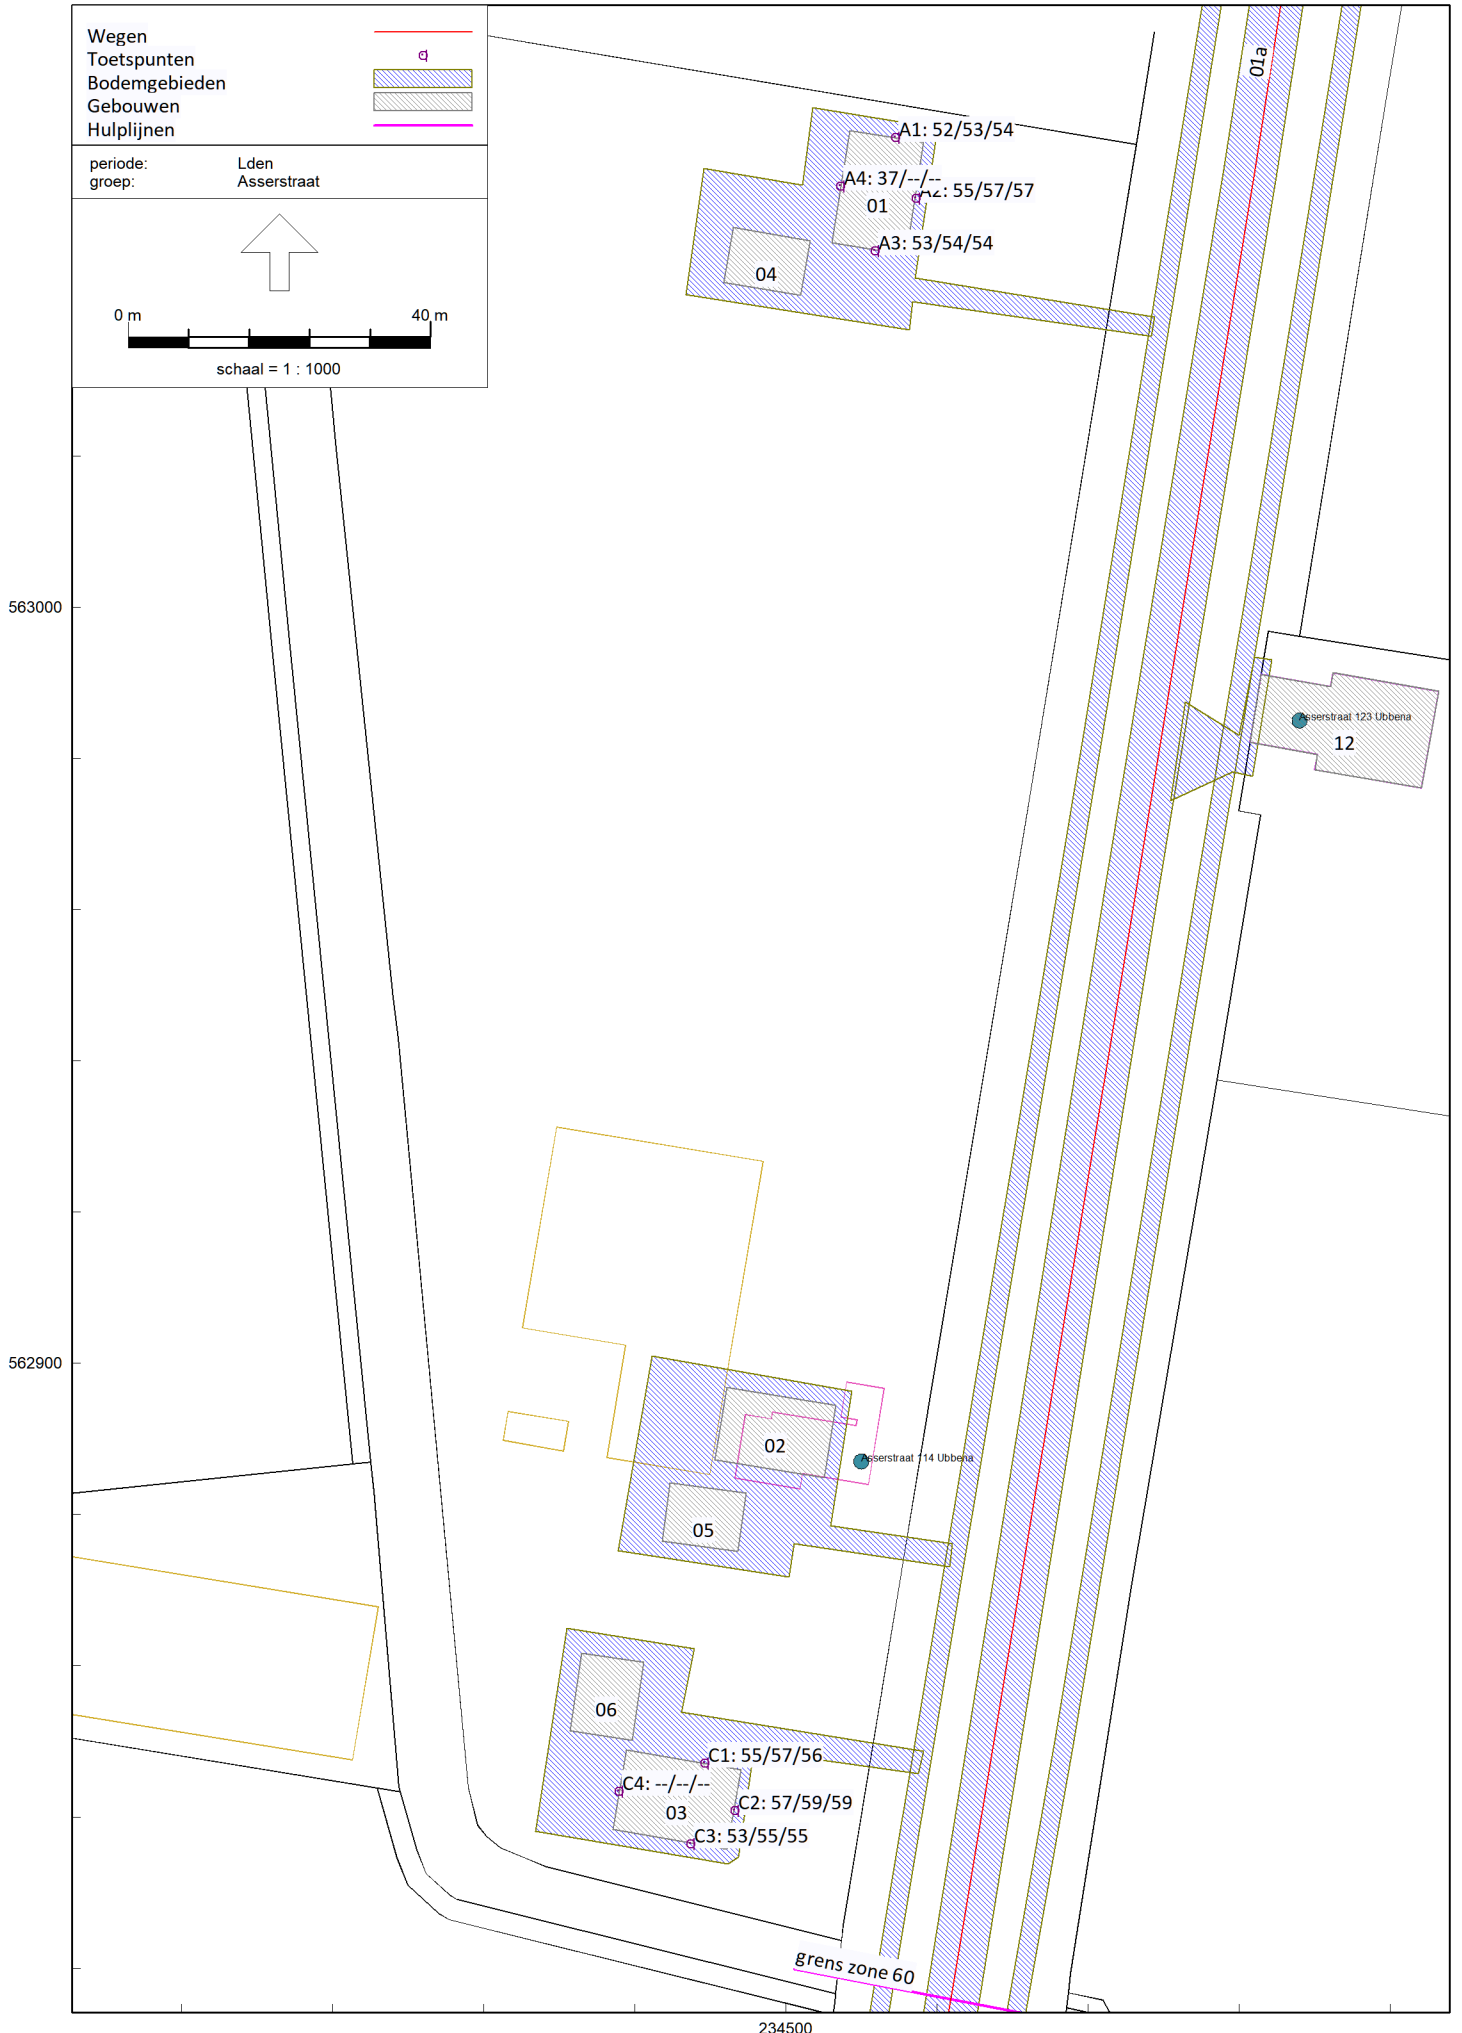 Wegen
Toetspunten
Bodemgebieden
Gebouwen
Hulplijnen
periode: Lden
groep: Asserstraat
0 m 40 m
schaal = 1 : 1000
01a
A1: 52/53/54
A4: 37/--/--
A2: 55/57/57
01
A3: 53/54/54
04
563000
Asserstraat 123 Ubbena
12
562900
02
Asserstraat 114 Ubbena
05
06
C1: 55/57/56
C4: --/--/--
C2: 57/59/59
03
C3: 53/55/55
grens zone 60
234500